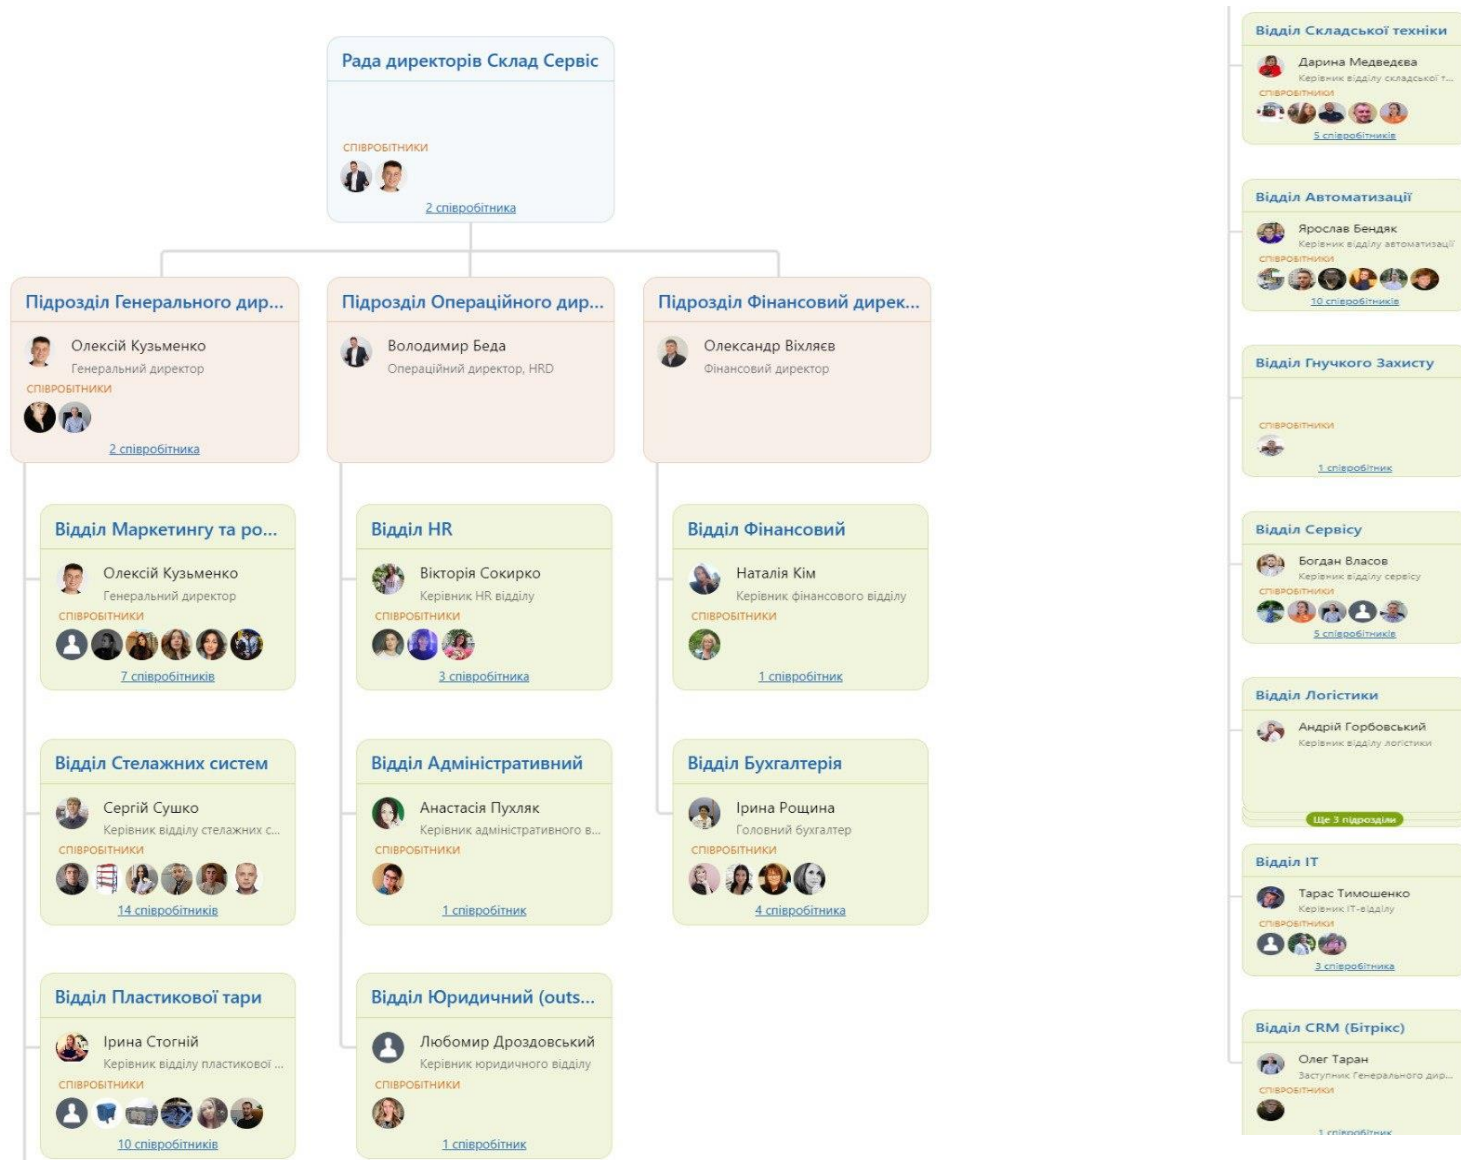 Рада директорів Склад Сервіс
СПІВРОБІТНИКИ
2 співробітника
Підрозділ Генерального дир...
Олексій Кузьменко
Генеральний директор
СПІВРОБІТНИКИ
2 співробітника
Підрозділ Операційного дир...
Володимир Беда
Операційний директор, HRD
Підрозділ Фінансовий дирек...
Олександр Віхляєв
Фінансовий директор
Відділ Маркетингу та ро...
Олексій Кузьменко
Генеральний директор
СПІВРОБІТНИКИ
7 співробітників
Відділ HR
Вікторія Сокирко
Керівник HR відділу
СПІВРОБІТНИКИ
3 співробітника
Відділ Фінансовий
Наталія Кім
Керівник фінансового відділу
СПІВРОБІТНИКИ
1 співробітник
Відділ Стелажних систем
Сергій Сушко
Керівник відділу стелажних с...
СПІВРОБІТНИКИ
14 співробітників
Відділ Адміністративний
Анастасія Пухляк
Керівник адміністративного в...
СПІВРОБІТНИКИ
1 співробітник
Відділ Бухгалтерія
Ірина Рощина
Головний бухгалтер
СПІВРОБІТНИКИ
4 співробітника
Відділ Пластикової тари
Ірина Стогній
Керівник відділу пластикової ...
СПІВРОБІТНИКИ
10 співробітників
Відділ Юридичний (outs...
Любомир Дроздовський
Керівник юридичного відділу
СПІВРОБІТНИКИ
1 співробітник
Відділ Складської техніки
Дарина Медведєва
Керівник відділу складської т...
СПІВРОБІТНИКИ
5 співробітників
Відділ Автоматизації
Ярослав Бендяк
Керівник відділу автоматизації
СПІВРОБІТНИКИ
10 співробітників
Відділ Гнучкого Захисту
СПІВРОБІТНИКИ
1 співробітник
Відділ Сервісу
Богдан Власов
Керівник відділу сервісу
СПІВРОБІТНИКИ
5 співробітників
Відділ Логістики
Андрій Горбовський
Керівник відділу логістики
Ще 3 підрозділи
Відділ ІТ
Тарас Тимошенко
Керівник ІТ-відділу
СПІВРОБІТНИКИ
3 співробітника
Відділ CRM (Бітрікс)
Олег Таран
Заступник Генерального дир...
СПІВРОБІТНИКИ
1 співробітник